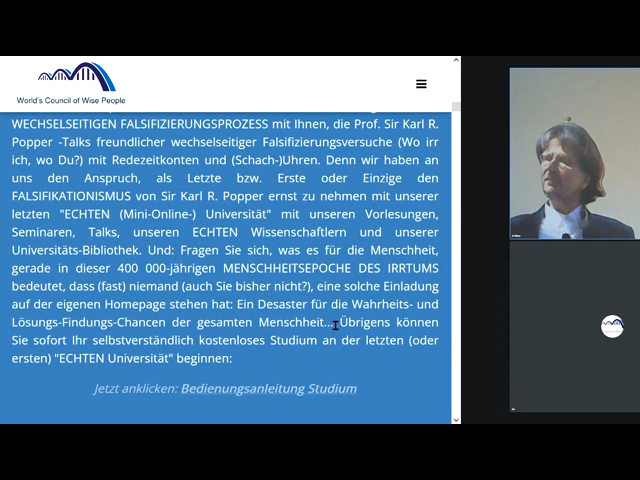 World's Council of Wise People
WECHSELSEITIGEN FALSIFIZIERUNGSPROZESS mit Ihnen, die Prof. Sir Karl R.
Popper -Talks freundlicher wechselseitiger Falsifizierungsversuche (Wo irr
ich, wo Du?) mit Redezeitkonten und (Schach-)Uhren. Denn wir haben an
uns den Anspruch, als Letzte bzw. Erste oder Einzige den
FALSIFIKATIONISMUS von Sir Karl R. Popper ernst zu nehmen mit unserer
letzten "ECHTEN (Mini-Online-) Universität" mit unseren Vorlesungen,
Seminaren, Talks, unseren ECHTEN Wissenschaftlern und unserer
Universitäts-Bibliothek. Und: Fragen Sie sich, was es für die Menschheit,
gerade in dieser 400 000-jährigen MENSCHHEITSEPOCHE DES IRRTUMS
bedeutet, dass (fast) niemand (auch Sie bisher nicht?), eine solche Einladung
auf der eigenen Homepage stehen hat: Ein Desaster für die Wahrheits- und
Lösungs-Findungs-Chancen der gesamten Menschheit... Übrigens können
Sie sofort Ihr selbstverständlich kostenloses Studium an der letzten (oder
ersten) "ECHTEN Universität" beginnen:
Jetzt anklicken: Bedienungsanleitung Studium